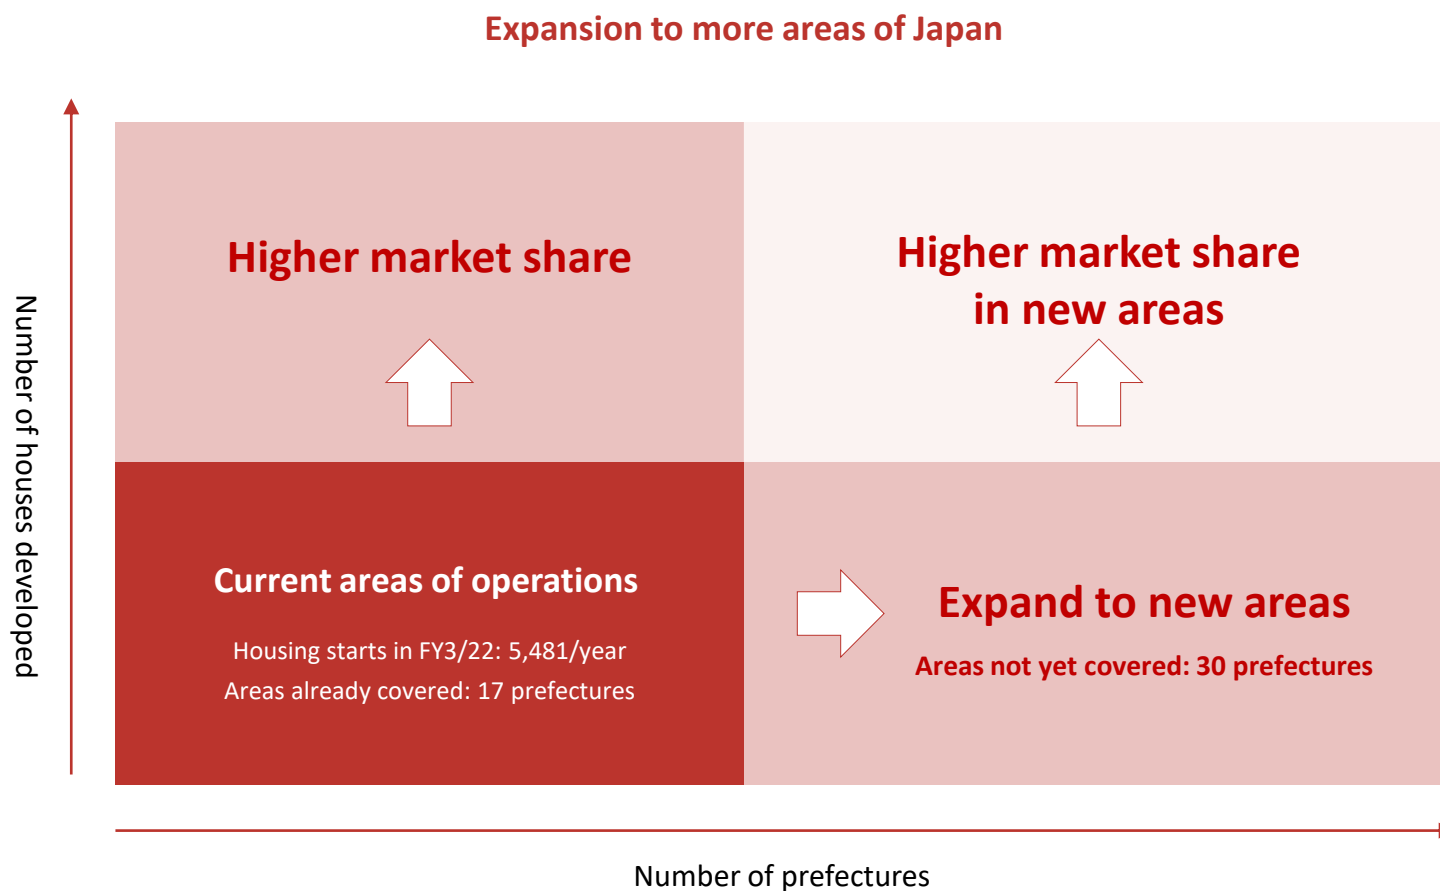 Expansion to more areas of Japan
Number of houses developed
Higher market share
Higher market share
in new areas
Current areas of operations
Housing starts in FY3/22: 5,481/year
Areas already covered: 17 prefectures
Expand to new areas
Areas not yet covered: 30 prefectures
Number of prefectures